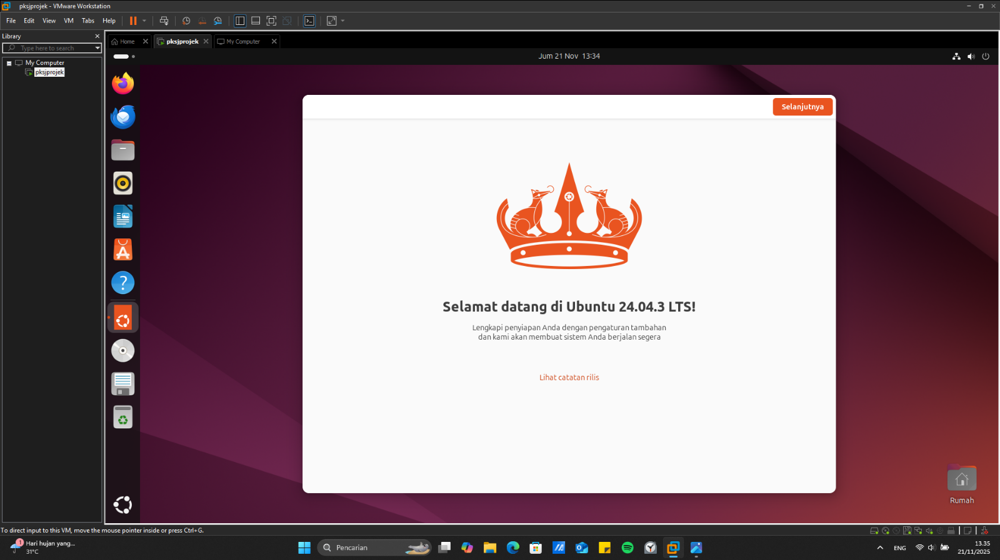 pksjprojek - VMware Workstation
File Edit View VM Tabs Help
Library
Type here to search
My Computer
pksjprojek
Home
pksjprojek
My Computer
Jum 21 Nov 13:34
Selanjutnya
Selamat datang di Ubuntu 24.04.3 LTS!
Lengkapi penyiapan Anda dengan pengaturan tambahan
dan kami akan membuat sistem Anda berjalan segera
Lihat catatan rilis
Rumah
To direct input to this VM, move the mouse pointer inside or press Ctrl+G.
1
Hari hujan yang...
31°C
Pencarian
ENG
13.35
21/11/2025